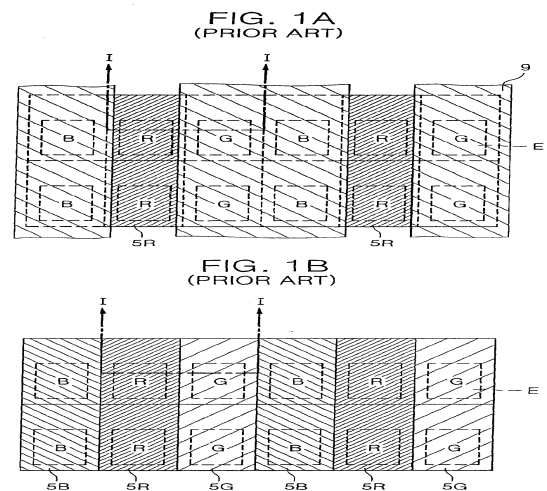 FIG. 1A
(PRIOR ART)
I I 9
B R G B R G E
B R G B R G
5R 5R
FIG. 1B
(PRIOR ART)
I I
B R G B R G E
B R G B R G
5B 5R 5G 5B 5R 5G